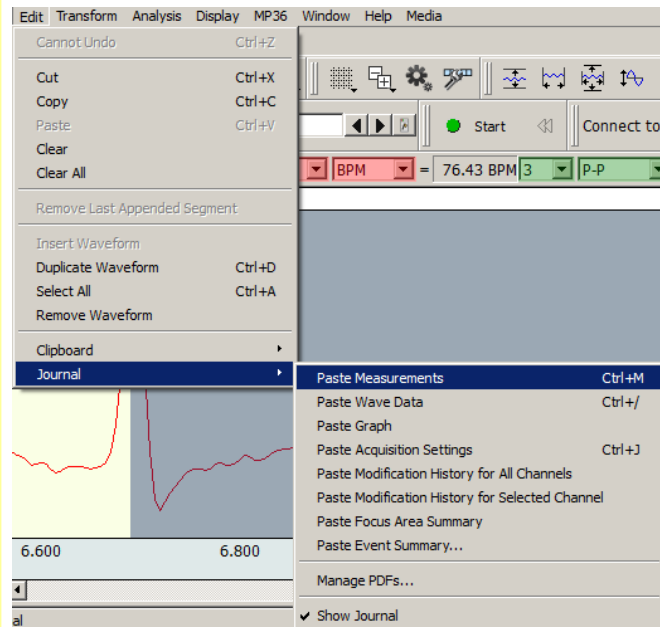 Edit Transform Analysis Display MP36 Window Help Media
Cannot Undo Ctrl+Z
Cut Ctrl+X
Copy Ctrl+C
Paste Ctrl+V
Clear
Clear All
Remove Last Appended Segment
Insert Waveform
Duplicate Waveform Ctrl+D
Select All Ctrl+A
Remove Waveform
Clipboard
Journal
Start Connect to
BPM = 76.43 BPM 3 P-P
Paste Measurements Ctrl+M
Paste Wave Data Ctrl+/
Paste Graph
Paste Acquisition Settings Ctrl+J
Paste Modification History for All Channels
Paste Modification History for Selected Channel
Paste Focus Area Summary
Paste Event Summary...
Manage PDFs...
Show Journal
6.600 6.800
al